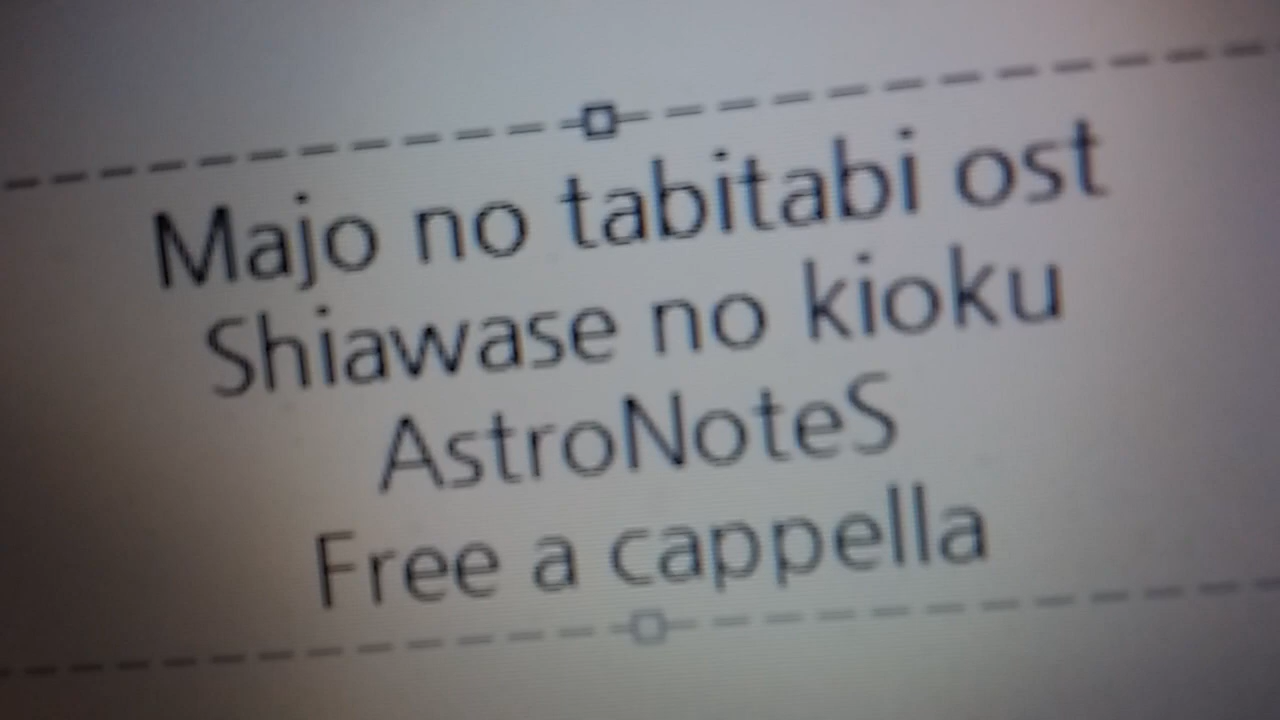 Majo no tabitabi ost
Shiawase no kioku
AstroNoteS
Free a cappella